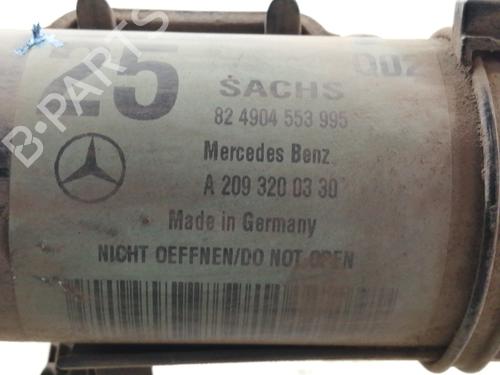 25
SACHS
002
82 4904 553 995
Mercedes Benz
A 209 320 03 30
Made in Germany
NICHT OEFFNEN/DO NOT OPEN
B-PARTS